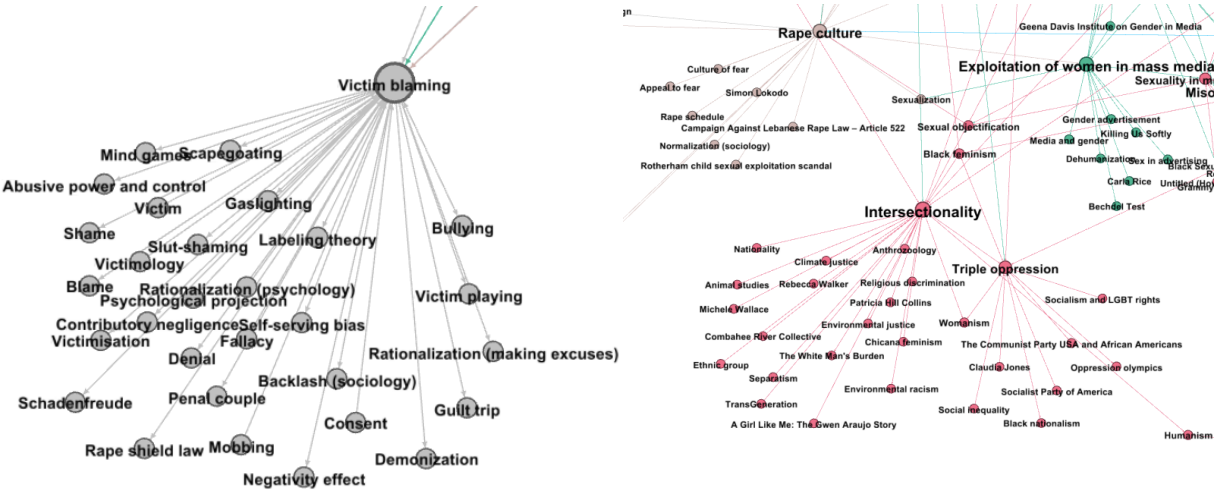 Victim blaming
Mind games
Scapegoating
Abusive power and control
Victim
Gaslighting
Shame
Slut-shaming
Labeling theory
Bullying
Victimology
Blame
Rationalization (psychology)
Psychological projection
Victim playing
Contributory negligence
Self-serving bias
Victimisation
Fallacy
Denial
Rationalization (making excuses)
Backlash (sociology)
Schadenfreude
Penal couple
Guilt trip
Consent
Rape shield law
Mobbing
Demonization
Negativity effect
gn
Rape culture
Geena Davis Institute on Gender in Media
Culture of fear
Exploitation of women in mass media
Sexuality in m
Miso
Appeal to fear
Simon Lokodo
Sexualization
Rape schedule
Campaign Against Lebanese Rape Law – Article 522
Sexual objectification
Gender advertisement
Killing Us Softly
Media and gender
Normalization (sociology)
Black feminism
Dehumanization
Sex in advertising
Black Sexu
Rotherham child sexual exploitation scandal
Carla Rice
Untitled (Ho
Grammy
Bechdel Test
Intersectionality
Nationality
Anthrozoology
Climate justice
Triple oppression
Animal studies
Rebecca Walker
Religious discrimination
Socialism and LGBT rights
Michele Wallace
Patricia Hill Collins
Environmental justice
Womanism
Combahee River Collective
Chicana feminism
The Communist Party USA and African Americans
The White Man's Burden
Ethnic group
Claudia Jones
Oppression olympics
Separatism
Environmental racism
Socialist Party of America
TransGeneration
Social inequality
A Girl Like Me: The Gwen Araujo Story
Black nationalism
Humanism